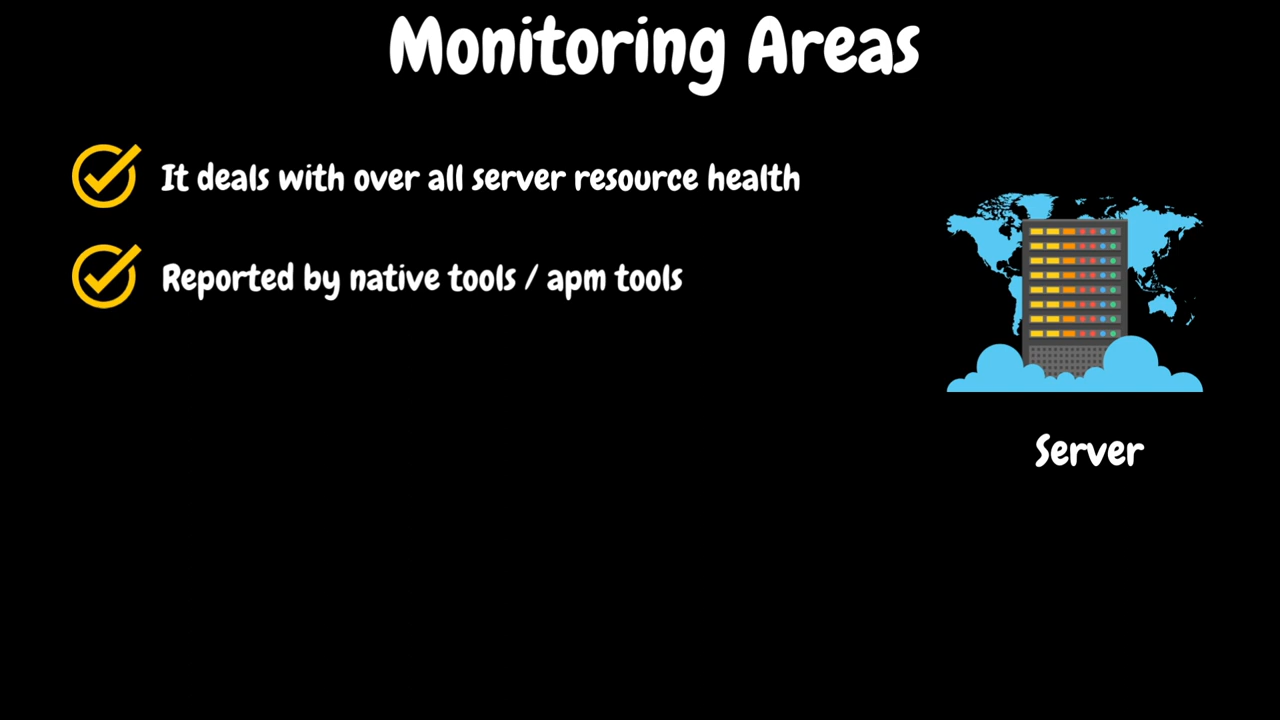 Monitoring Areas
It deals with over all server resource health
Reported by native tools / apm tools
Server